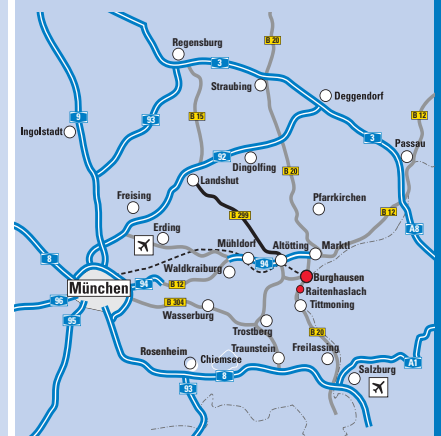 B 20
Regensburg
3
Straubing
Deggendorf
9
93
B 15
B 12
Ingolstadt
3
92
Dingolfing
Passau
B 20
Landshut
Freising
Pfarrkirchen
B 299
B 12
Erding
A8
Mühldorf
Altötting
Marktl
8
94
Waldkraiburg
Burghausen
94
B 12
München
Raitenhaslach
96
B 304
Tittmoning
Wasserburg
95
Trostberg
B 20
Rosenheim
Chiemsee
Traunstein
Freilassing
A1
8
Salzburg
93